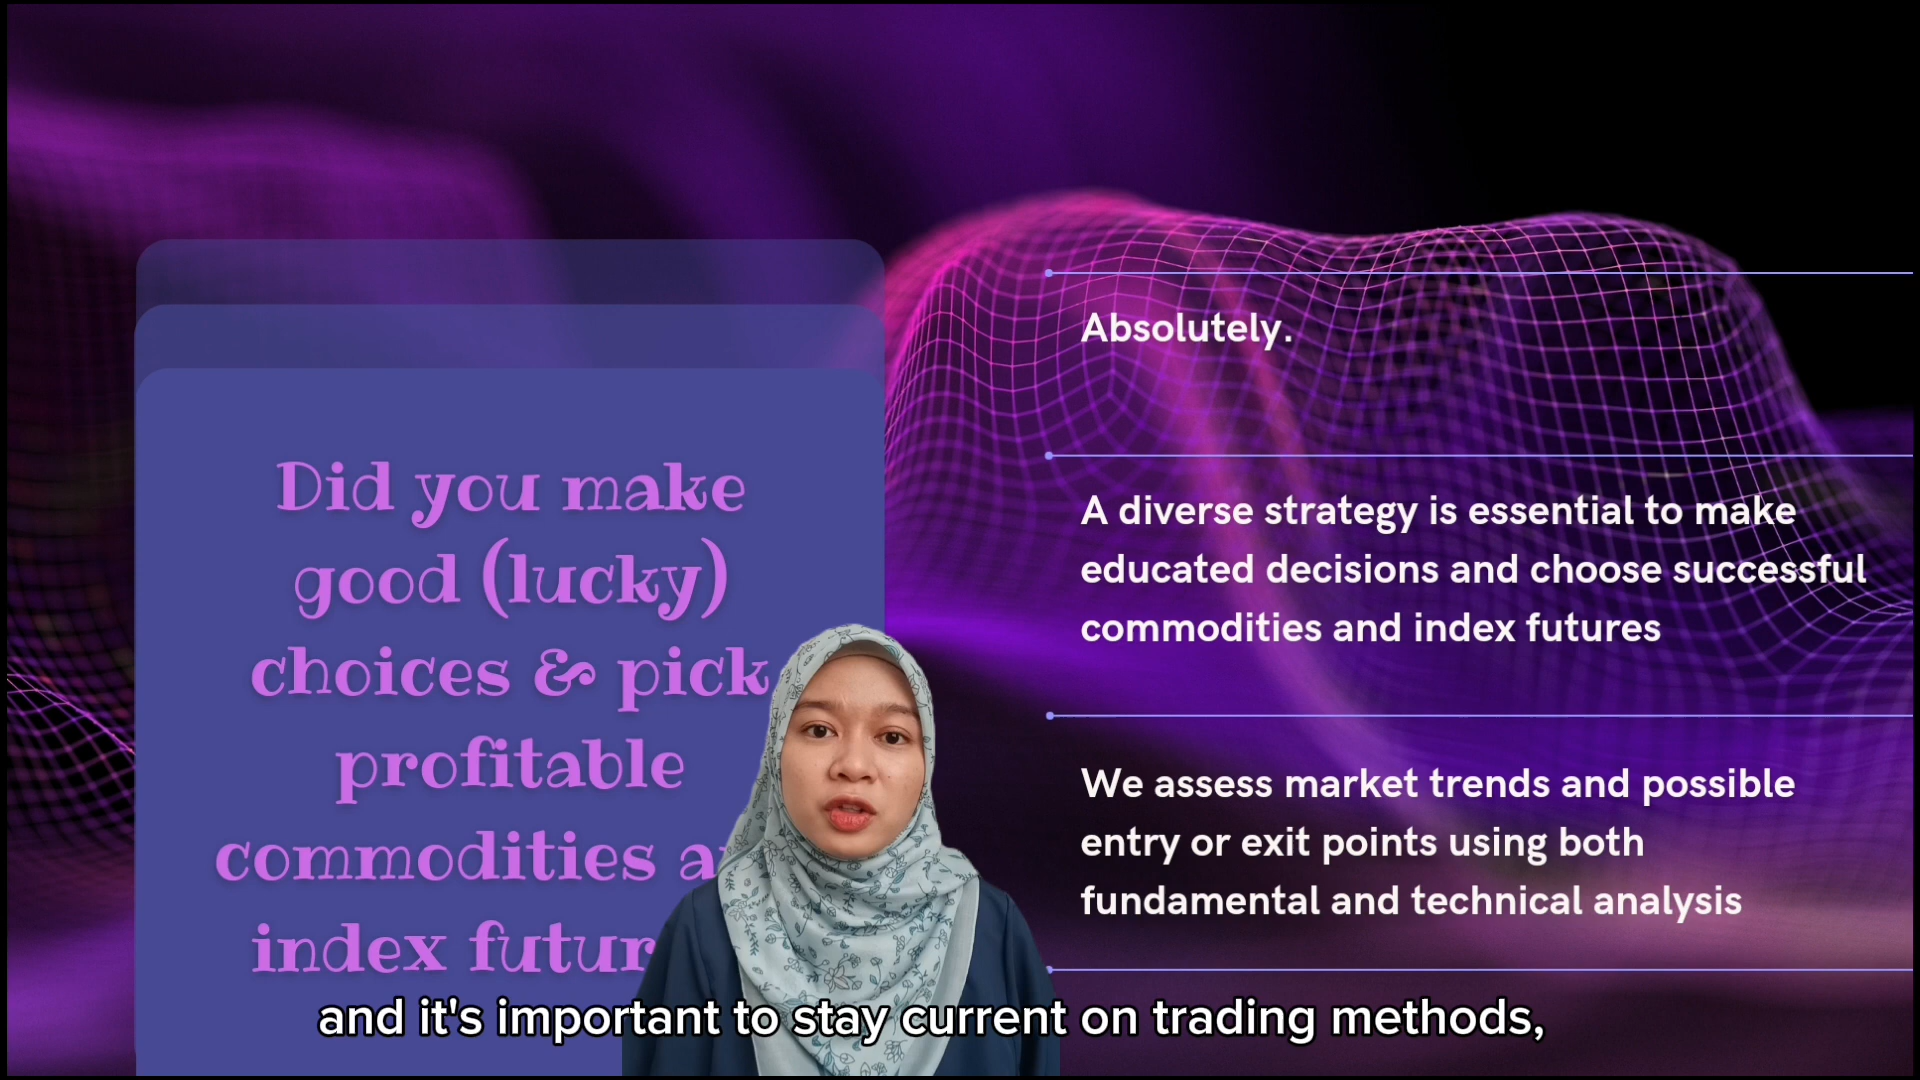 Did you make
good (lucky)
choices & pick
profitable
commodities
index
Absolutely.
A diverse strategy is essential to make
educated decisions and choose successful
commodities and index futures
We assess market trends and possible
entry or exit points using both
fundamental and technical analysis
and it's important to stay current on trading methods,